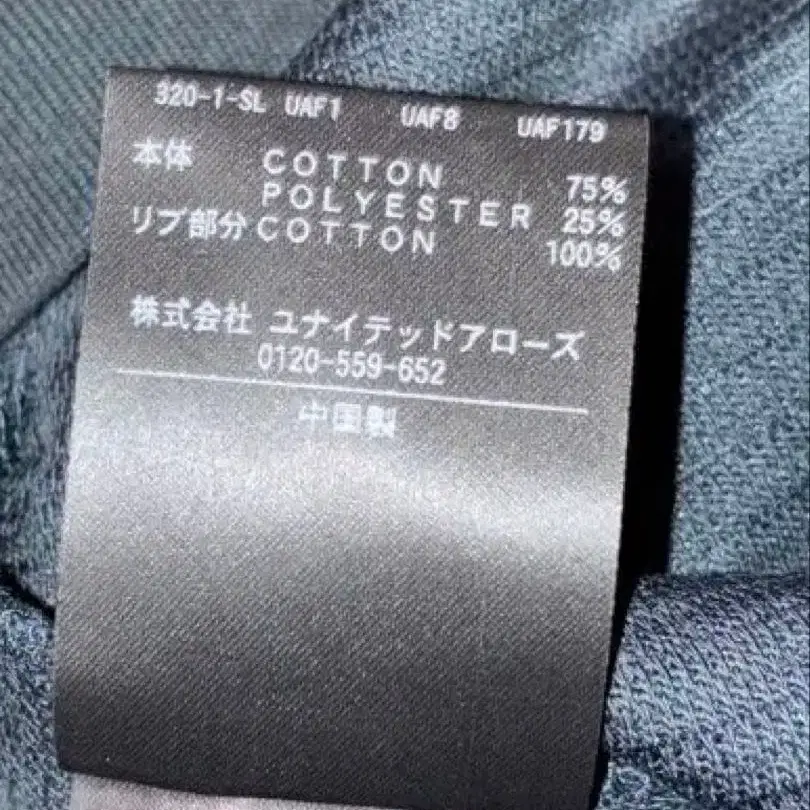 320-1-SL UAF1 UAF8 UAF179
本体 COTTON 75%
POLYESTER 25%
リブ部分 COTTON 100%
株式会社 ユナイテッドアローズ
0120-559-652
中国製